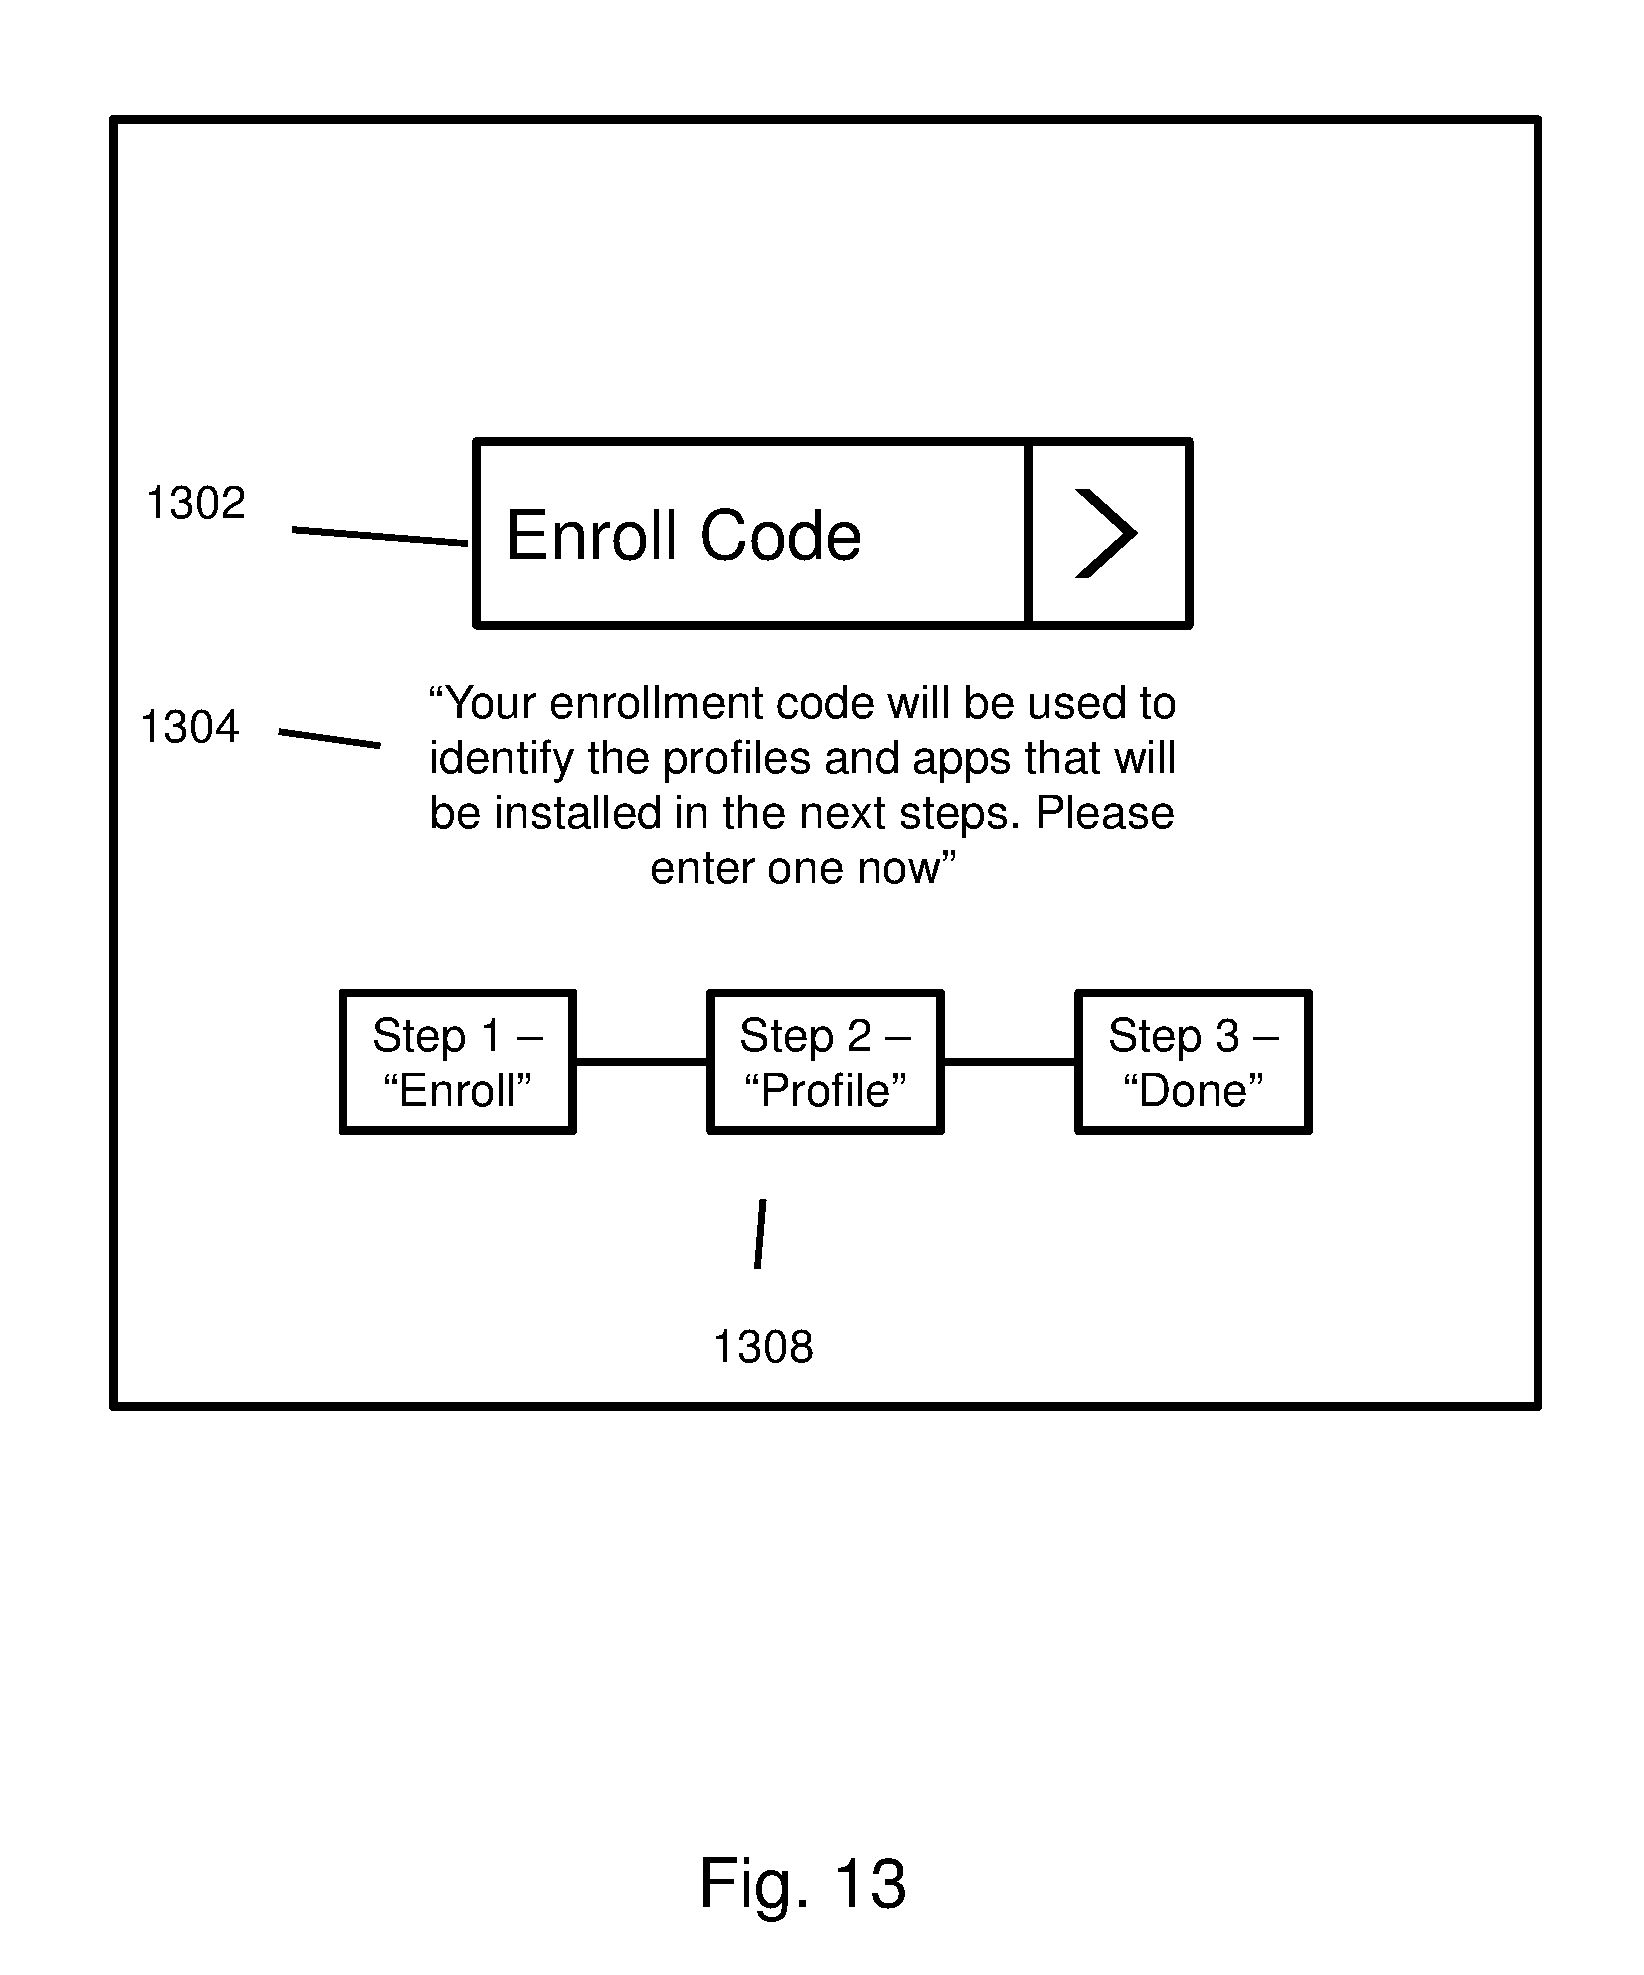 1302
Enroll Code
1304
“Your enrollment code will be used to
identify the profiles and apps that will
be installed in the next steps. Please
enter one now”
Step 1 –
“Enroll”
Step 2 –
“Profile”
Step 3 –
“Done”
1308
Fig. 13